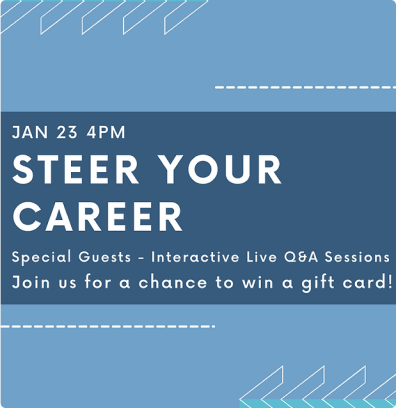 JAN 23 4PM
STEER YOUR
CAREER
Special Guests - Interactive Live Q&A Sessions
Join us for a chance to win a gift card!